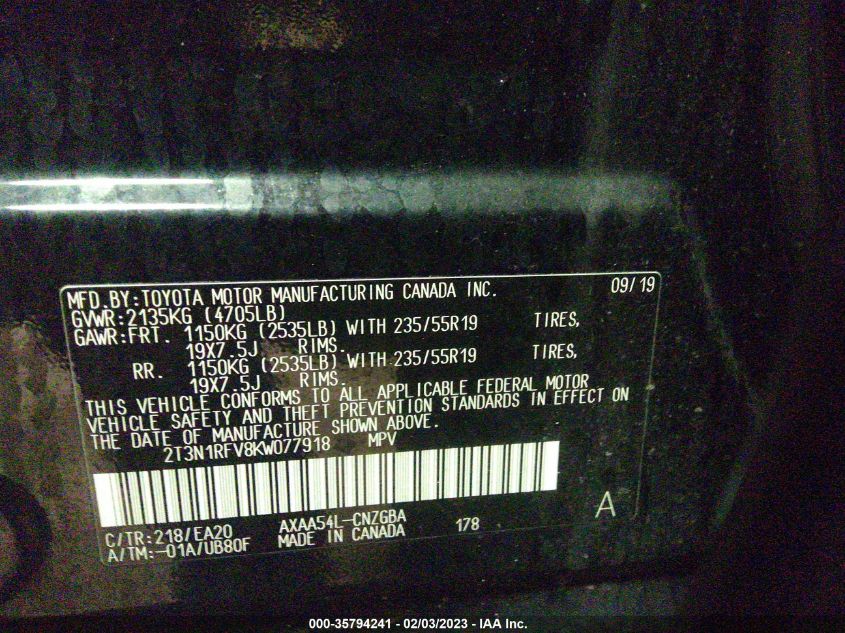 MFD.BY:TOYOTA MOTOR MANUFACTURING CANADA INC. 09/19
GVWR:2135KG (4705LB)
GAWR:FRT. 1150KG (2535LB) WITH 235/55R19 TIRES,
19X7.5J RIMS.
RR. 1150KG (2535LB) WITH 235/55R19 TIRES,
19X7.5J RIMS.
THIS VEHICLE CONFORMS TO ALL APPLICABLE FEDERAL MOTOR
VEHICLE SAFETY AND THEFT PREVENTION STANDARDS IN EFFECT ON
THE DATE OF MANUFACTURE SHOWN ABOVE.
2T3N1RFV8KW077918 MPV
A
C/TR:218/EA20 AXAA54L-CNZGBA 178
A/TM:-01A/UB80F MADE IN CANADA
000-35794241 - 02/03/2023 - IAA Inc.